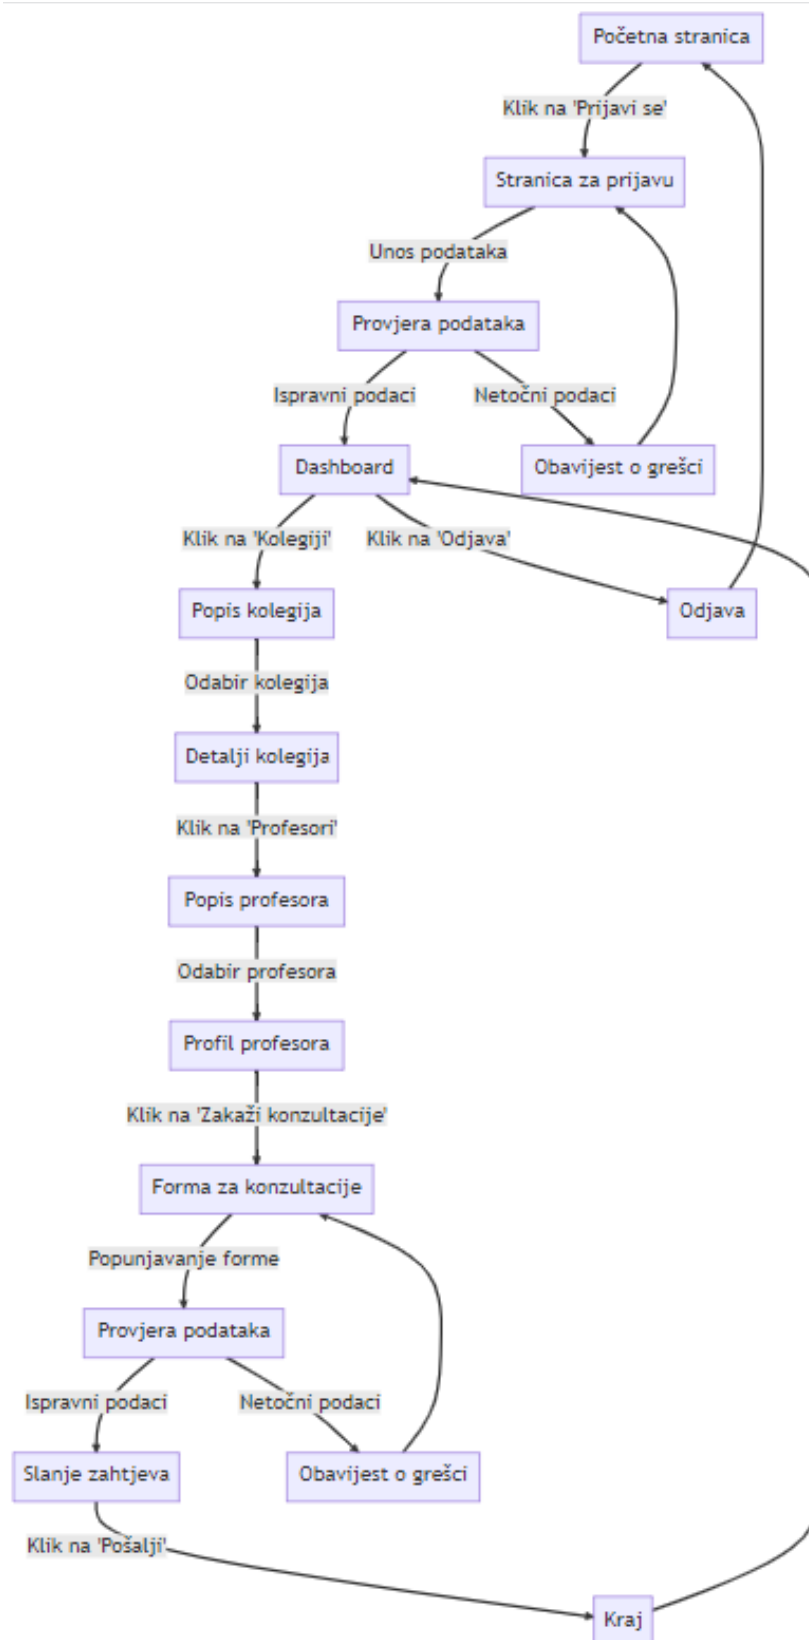 Početna stranica
Klik na 'Prijavi se'
Stranica za prijavu
Unos podataka
Provjera podataka
Ispravni podaci
Netočni podaci
Dashboard
Obavijest o grešci
Klik na 'Kolegiji'
Klik na 'Odjava'
Popis kolegija
Odjava
Odabir kolegija
Detalji kolegija
Klik na 'Profesori'
Popis profesora
Odabir profesora
Profil profesora
Klik na 'Zakaži konzultacije'
Forma za konzultacije
Popunjavanje forme
Provjera podataka
Ispravni podaci
Netočni podaci
Slanje zahtjeva
Obavijest o grešci
Klik na 'Pošalji'
Kraj